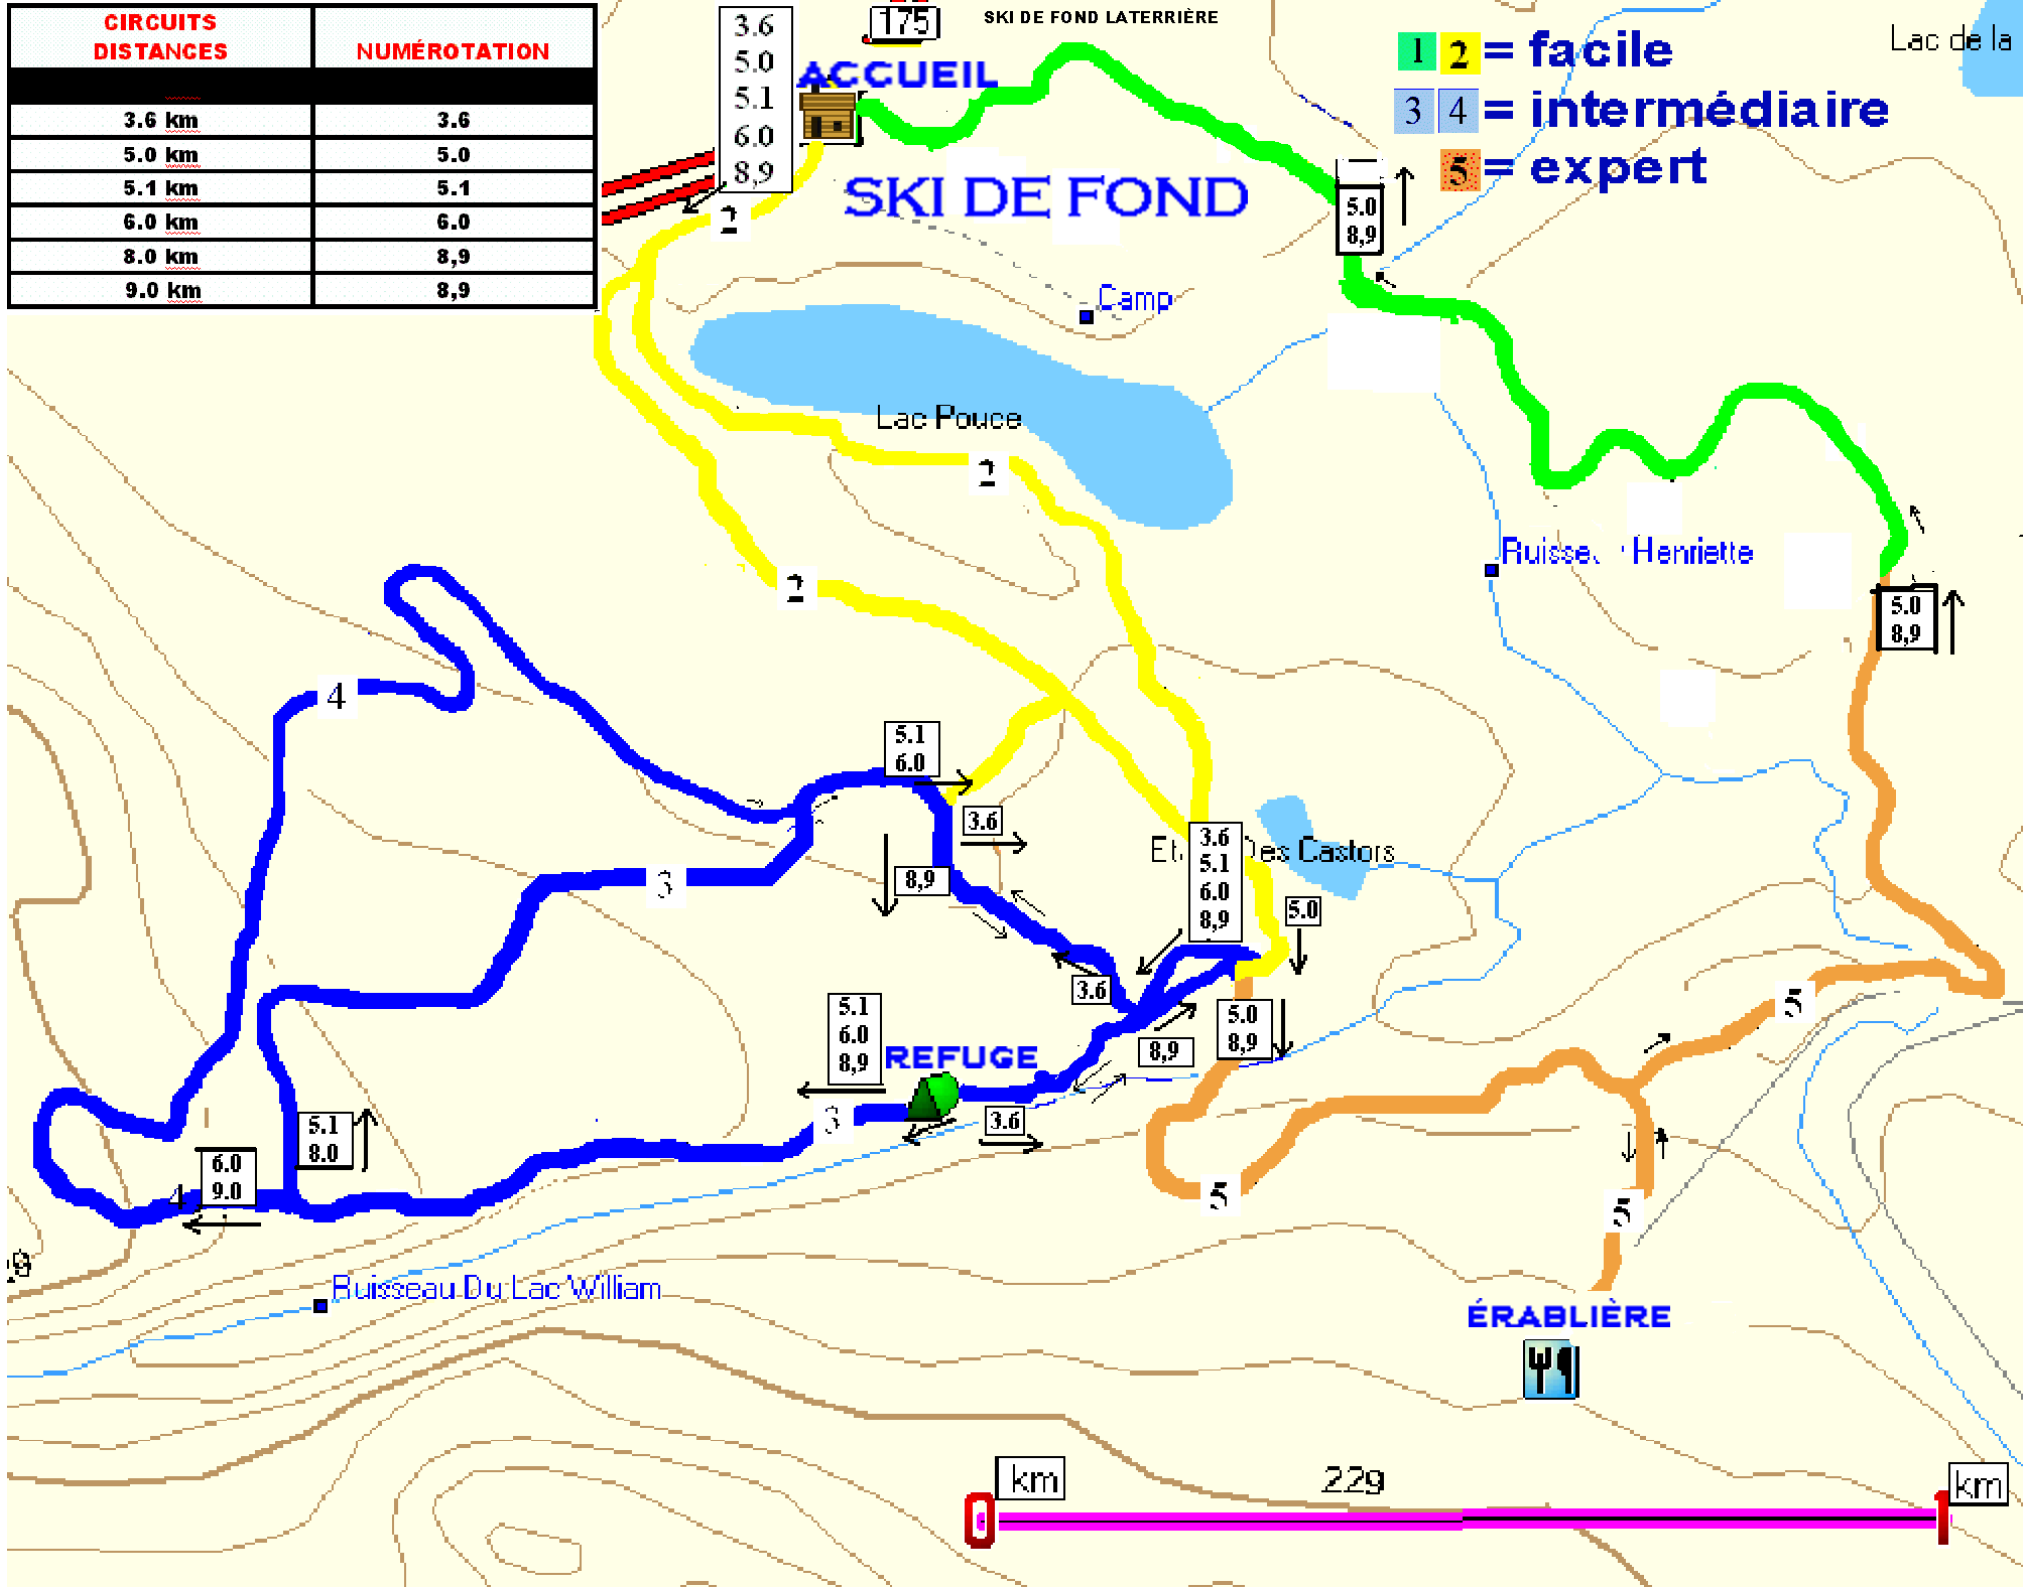 CIRCUITS
DISTANCES
NUMÉROTATION
3.6 km 3.6
5.0 km 5.0
5.1 km 5.1
6.0 km 6.0
8.0 km 8,9
9.0 km 8,9
3.6
5.0
5.1
6.0
8,9
175
SKI DE FOND LATERRIÈRE
ACCUEIL
SKI DE FOND
1 2 = facile
3 4 = intermédiaire
5 = expert
Lac de la
2
5.0
8,9
Camp
Lac Pouce
2
2
Henriette
5.0
8,9
4
5.1
6.0
3.6
3
8,9
3.6
5.1
6.0
8,9
Des Castors
5.0
3.6
5.1
6.0
8,9
REFUGE
8,9
5.0
8,9
5
3
3.6
5.1
8.0
6.0
9.0
4
5
5
Ruisseau Du Lac William
ÉRABLIÈRE
km
229
km
0
1